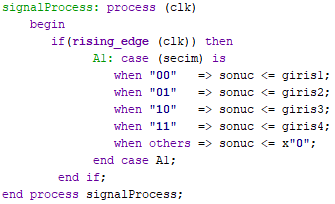 signalProcess: process (clk)
begin
if(rising_edge (clk)) then
A1: case (secim) is
when "00" => sonuc <= giris1;
when "01" => sonuc <= giris2;
when "10" => sonuc <= giris3;
when "11" => sonuc <= giris4;
when others => sonuc <= x"0";
end case A1;
end if;
end process signalProcess;